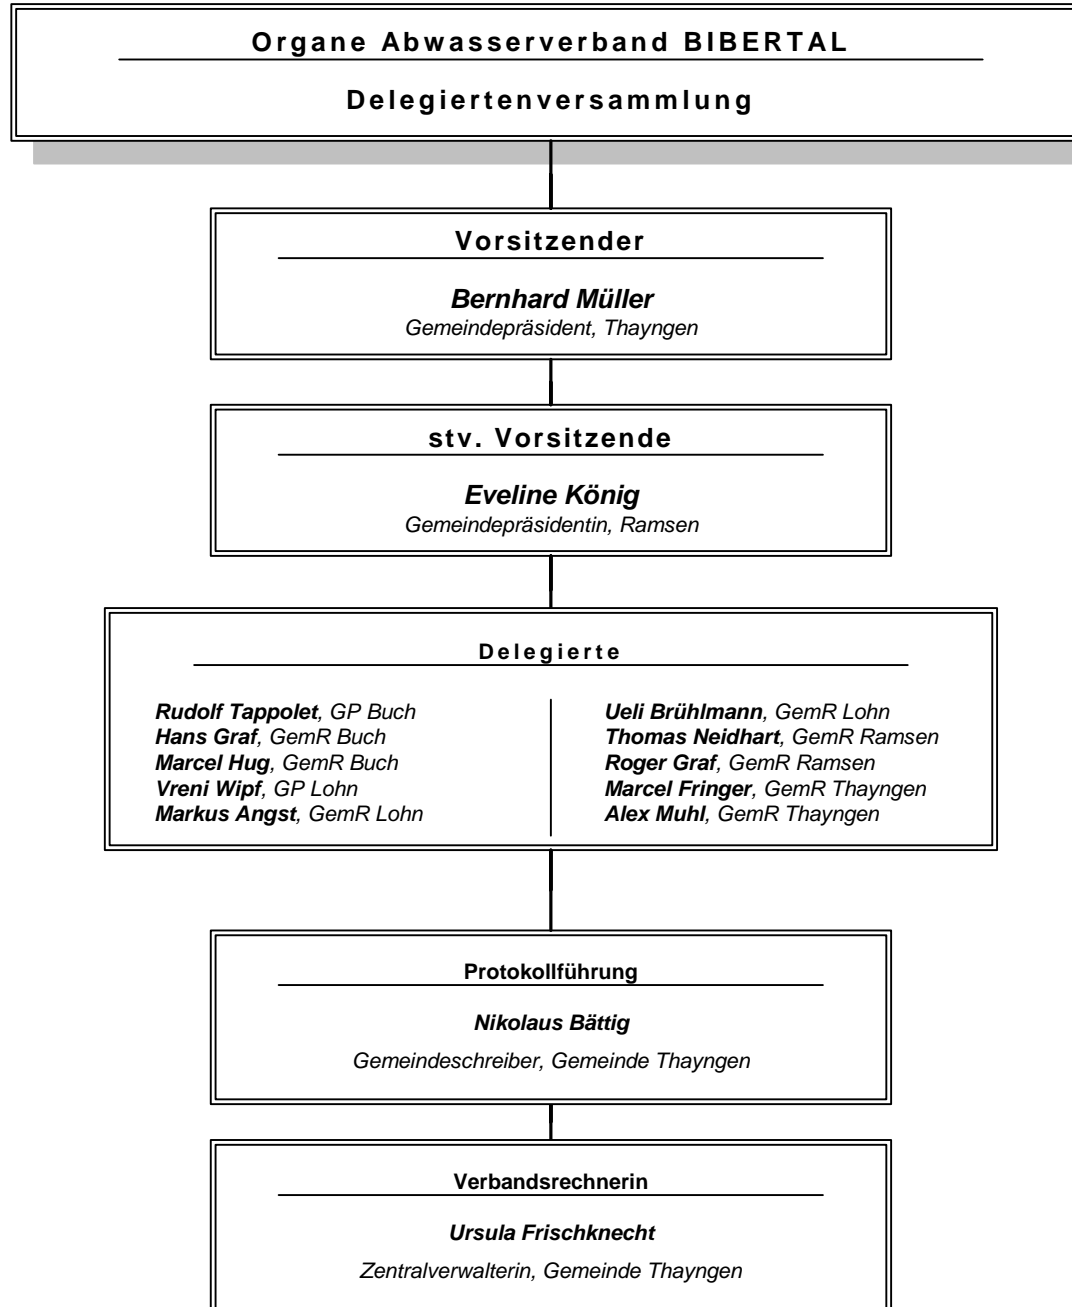 Organe Abwasserverband BIBERTAL
Delegiertenversammlung
Vorsitzender
Bernhard Müller
Gemeindepräsident, Thayngen
stv. Vorsitzende
Eveline König
Gemeindepräsidentin, Ramsen
Delegierte
Rudolf Tappolet, GP Buch
Hans Graf, GemR Buch
Marcel Hug, GemR Buch
Vreni Wipf, GP Lohn
Markus Angst, GemR Lohn
Ueli Brühlmann, GemR Lohn
Thomas Neidhart, GemR Ramsen
Roger Graf, GemR Ramsen
Marcel Fringer, GemR Thayngen
Alex Muhl, GemR Thayngen
Protokollführung
Nikolaus Bättig
Gemeindeschreiber, Gemeinde Thayngen
Verbandsrechnerin
Ursula Frischknecht
Zentralverwalterin, Gemeinde Thayngen